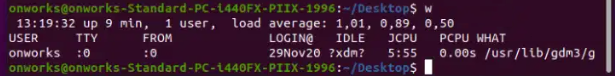 onworks@onworks-Standard-PC-i440FX-PIIX-1996:~/Desktop$ w
 13:19:32 up 9 min,  1 user,  load average: 1,01, 0,89, 0,50
USER     TTY      FROM             LOGIN@   IDLE   JCPU   PCPU WHAT
onworks  :0       :0               29Nov20 ?xdm?   5:55    0.00s /usr/lib/gdm3/g
onworks@onworks-Standard-PC-i440FX-PIIX-1996:~/Desktop$